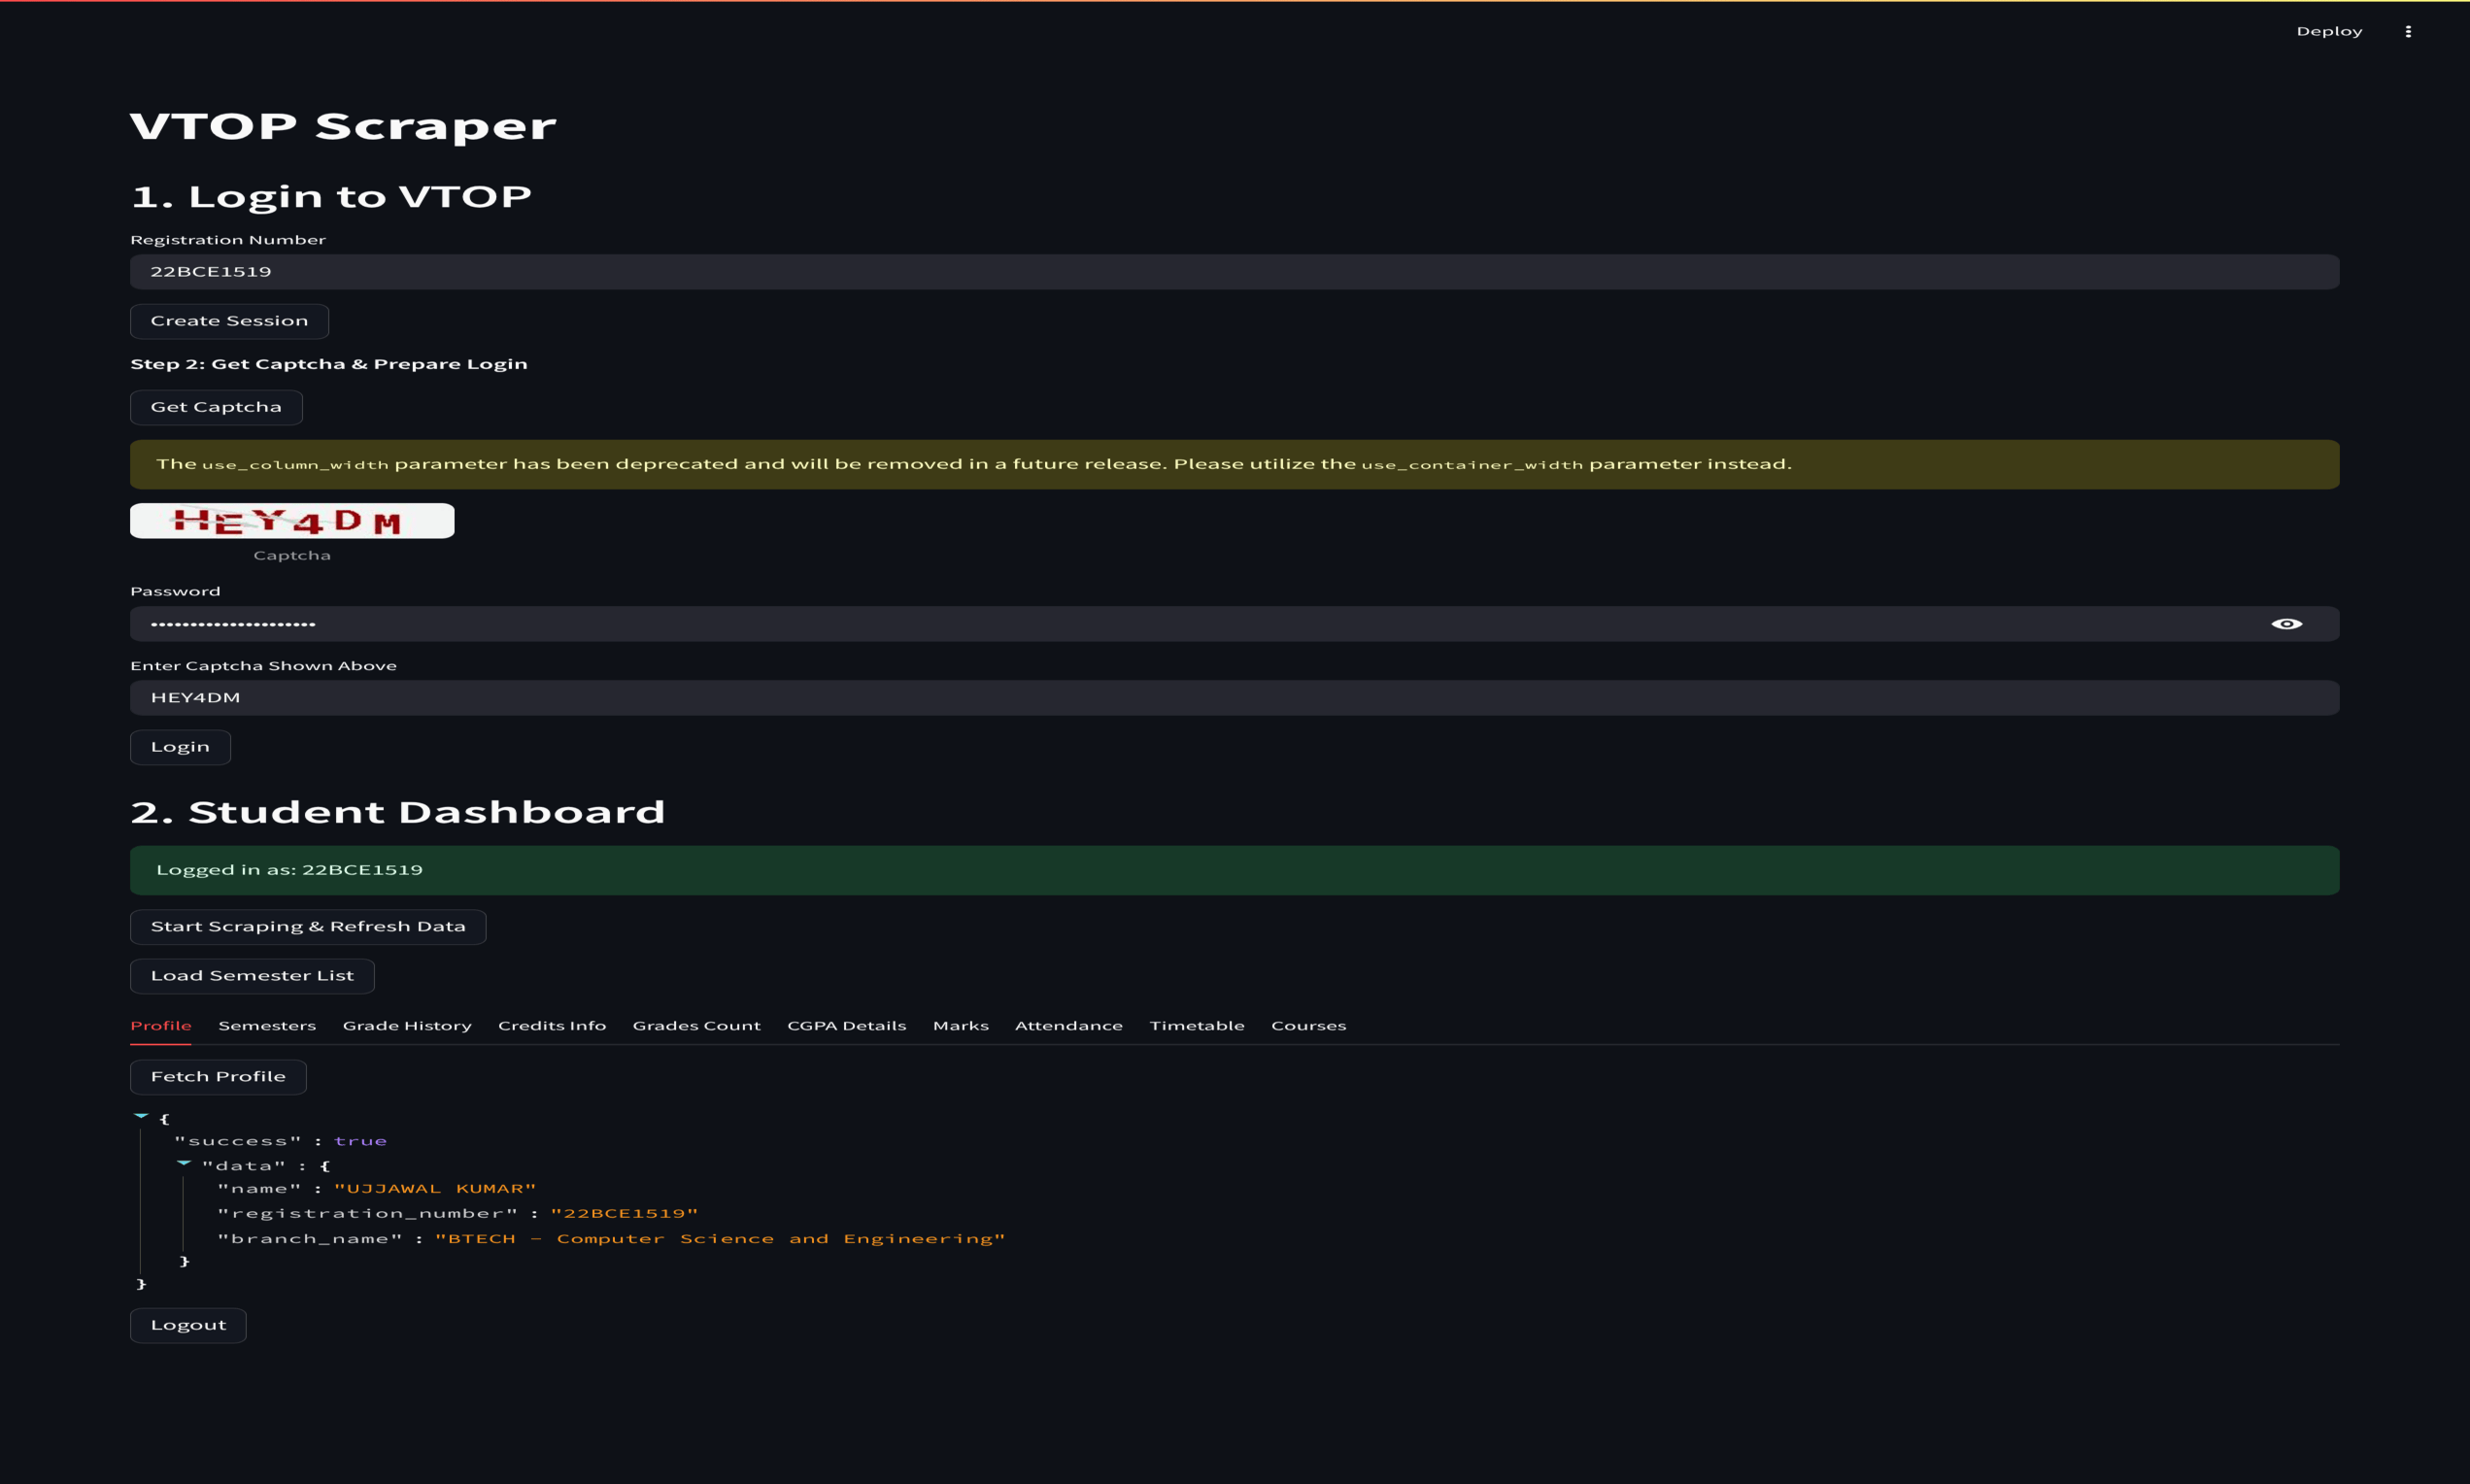 Deploy
VTOP Scraper
1. Login to VTOP
Registration Number
22BCE1519
Create Session
Step 2: Get Captcha & Prepare Login
Get Captcha
The use_column_width parameter has been deprecated and will be removed in a future release. Please utilize the use_container_width parameter instead.
HEY4DM
Captcha
Password
Enter Captcha Shown Above
HEY4DM
Login
2. Student Dashboard
Logged in as: 22BCE1519
Start Scraping & Refresh Data
Load Semester List
Profile Semesters Grade History Credits Info Grades Count CGPA Details Marks Attendance Timetable Courses
Fetch Profile
{
"success" : true
"data" : {
"name" : "UJJAWAL KUMAR"
"registration_number" : "22BCE1519"
"branch_name" : "BTECH - Computer Science and Engineering"
}
}
Logout